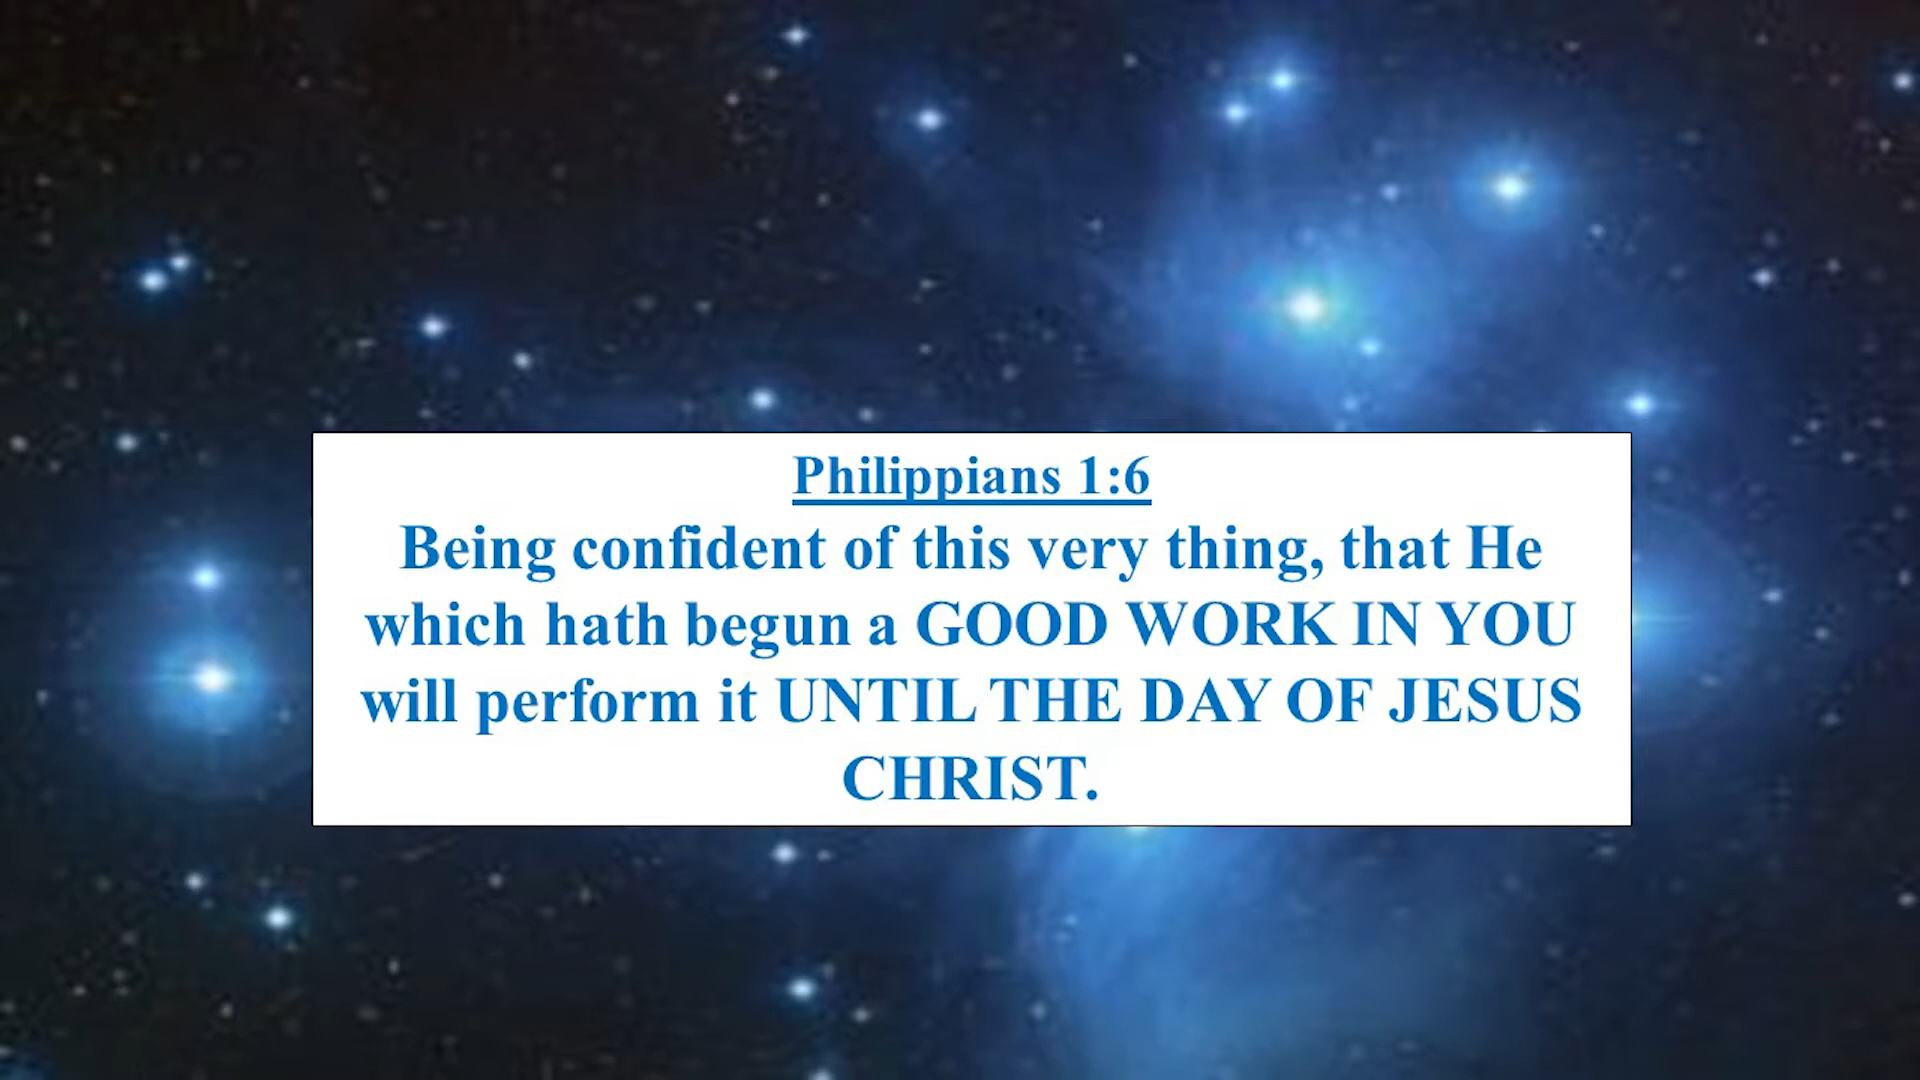 Philippians 1:6
Being confident of this very thing, that He
which hath begun a GOOD WORK IN YOU
will perform it UNTIL THE DAY OF JESUS
CHRIST.